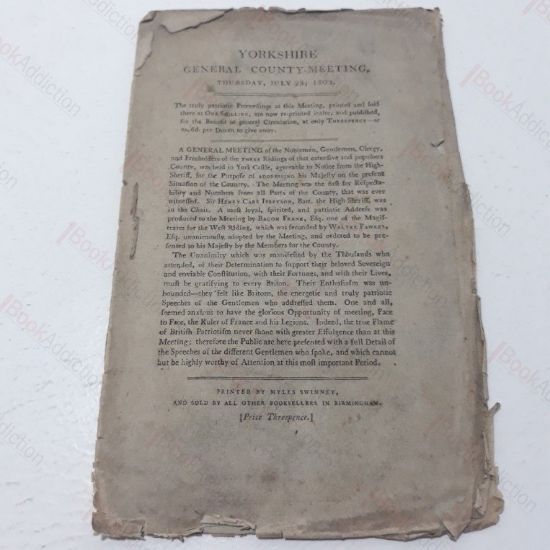 YORKSHIRE
GENERAL COUNTY-MEETING,
THURSDAY, JULY 28, 1803.
The truly patriotic Proceedings at this Meeting, printed and sold
there at ONE SHILLING, are now re-printed entire, and published,
for the Benefit of general Circulation, at only THREEPENCE—or
2s. 6d. per Dozen to give away.
A GENERAL MEETING of the Noblemen, Gentlemen, Clergy,
and Freeholders of the THREE Ridings of that extensive and populous
County, was held in York Castle, agreeable to Notice from the High-
Sheriff, for the Purpose of ADDRESSING his Majesty on the present
Situation of the Country. The Meeting was the first for Respecta-
bility and Numbers from all Parts of the County, that was ever
witnessed. Sir HENRY CARR IBBETSON, Bart. the High Sheriff, was
in the Chair. A most loyal, spirited, and patriotic Address was
produced to the Meeting by BACON FRANK, Esq. one of the Magis-
trates for the West Riding, which was seconded by WALTER FAWKES,
Esq. unanimously adopted by the Meeting, and ordered to be pre-
sented to his Majesty by the Members for the County.
The Unanimity which was manifested by the Thousands who
attended, of their Determination to support their beloved Sovereign
and enviable Constitution, with their Fortunes, and with their Lives,
must be gratifying to every Briton. Their Enthusiasm was un-
bounded—they felt like Britons, the energetic and truly patriotic
Speeches of the Gentlemen who addressed them. One and all,
seemed anxious to have the glorious Opportunity of meeting, Face
to Face, the Ruler of France and his Legions. Indeed, the true Flame
of British Patriotism never shone with greater Effulgence than at this
Meeting; therefore the Public are here presented with a full Detail of
the Speeches of the different Gentlemen who spoke, and which cannot
but be highly worthy of Attention at this most important Period.
PRINTED BY MYLES SWINNEY,
AND SOLD BY ALL OTHER BOOKSELLERS IN BIRMINGHAM.
[Price Threepence.]
BookAddiction